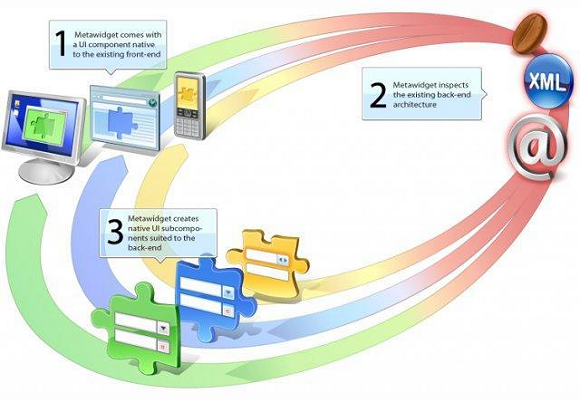 1 Metawidget comes with
a UI component native
to the existing front-end
XML
2 Metawidget inspects
the existing back-end
architecture
@
3 Metawidget creates
native UI subcompo-
nents suited to the
back-end